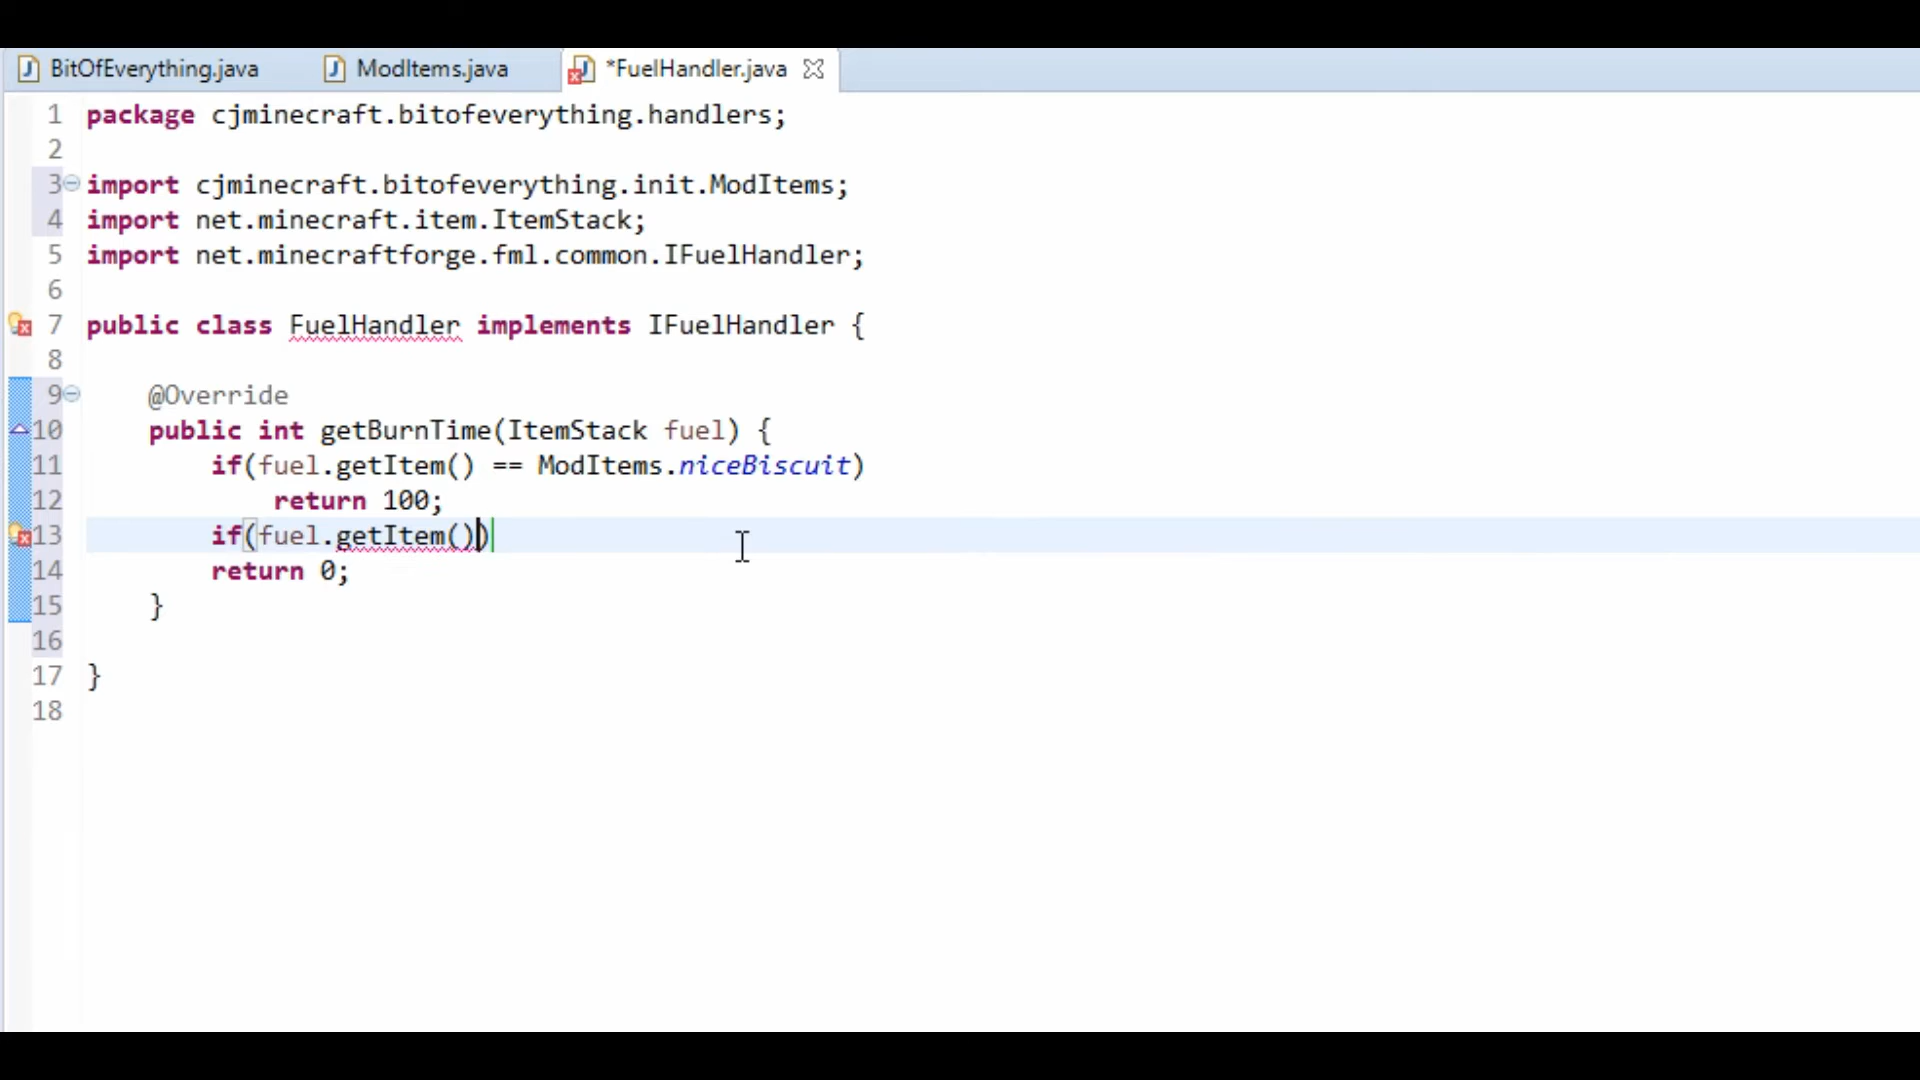 BitOfEverything.java ModItems.java *FuelHandler.java
1 package cjminecraft.bitofeverything.handlers;
2
3 import cjminecraft.bitofeverything.init.ModItems;
4 import net.minecraft.item.ItemStack;
5 import net.minecraftforge.fml.common.IFuelHandler;
6
7 public class FuelHandler implements IFuelHandler {
8
9 @Override
10 public int getBurnTime(ItemStack fuel) {
11 if(fuel.getItem() == ModItems.niceBiscuit)
12 return 100;
13 if(fuel.getItem())
14 return 0;
15 }
16
17 }
18